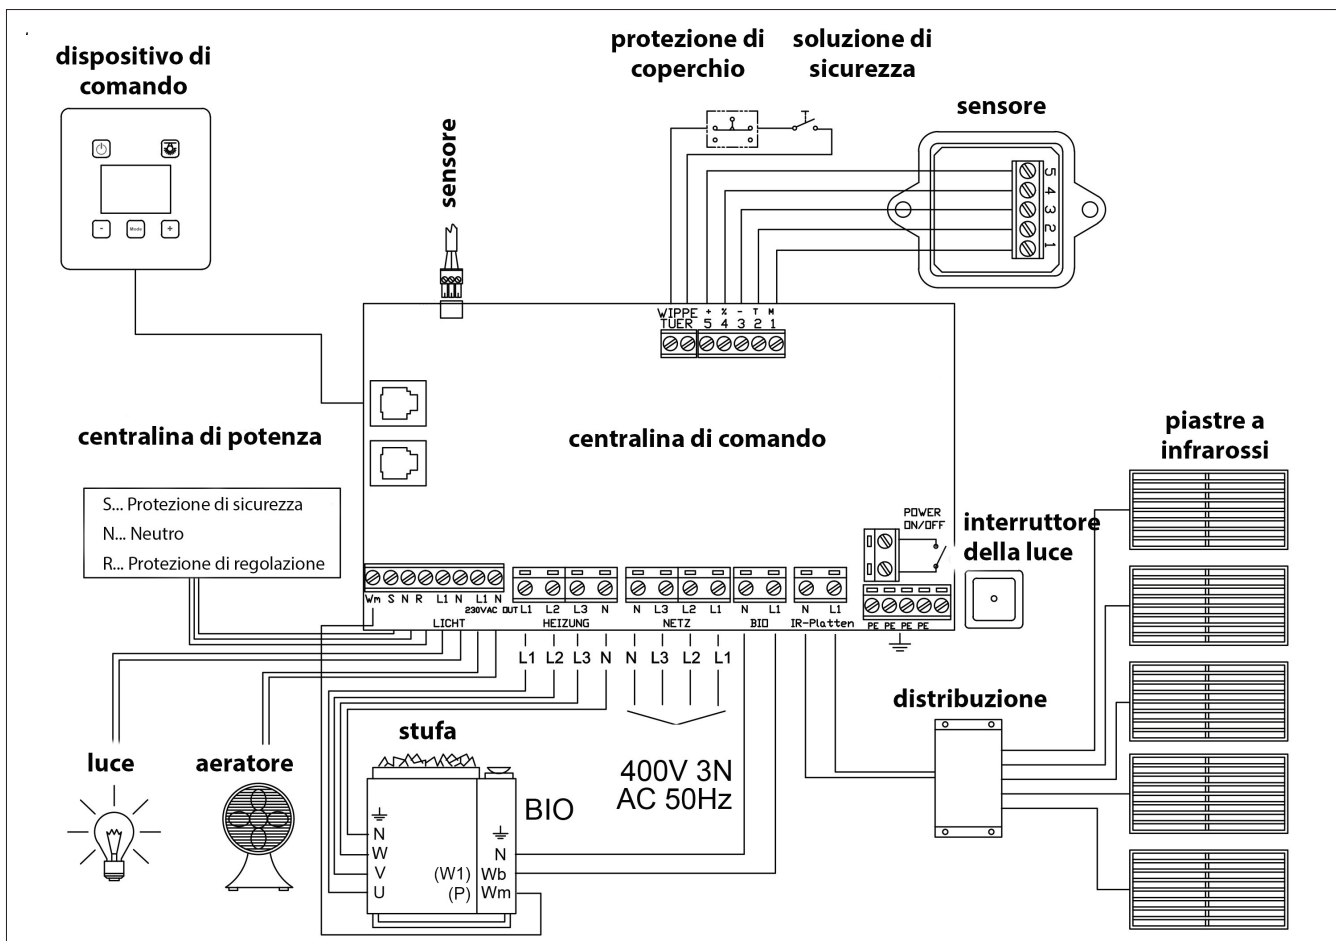 dispositivo di
comando
protezione di
coperchio
soluzione di
sicurezza
sensore
sensore
-
Mode
+
5
4
3
2
1
WIPPE + % - T M
TUER 5 4 3 2 1
centralina di potenza
centralina di comando
piastre a
infrarossi
S... Protezione di sicurezza
N... Neutro
R... Protezione di regolazione
POWER
ON/OFF
interruttore
della luce
Wm S N R L1 N L1 N
230VAC OUT
L1 L2 L3 N
N L3 L2 L1
N L1
N L1
LICHT
HEIZUNG
NETZ
BIO
IR-Platten
PE PE PE PE
L1 L2 L3 N N L3 L2 L1
distribuzione
stufa
luce
aeratore
400V 3N
AC 50Hz
BIO
N
W
V
U
N
(W1) Wb
(P) Wm